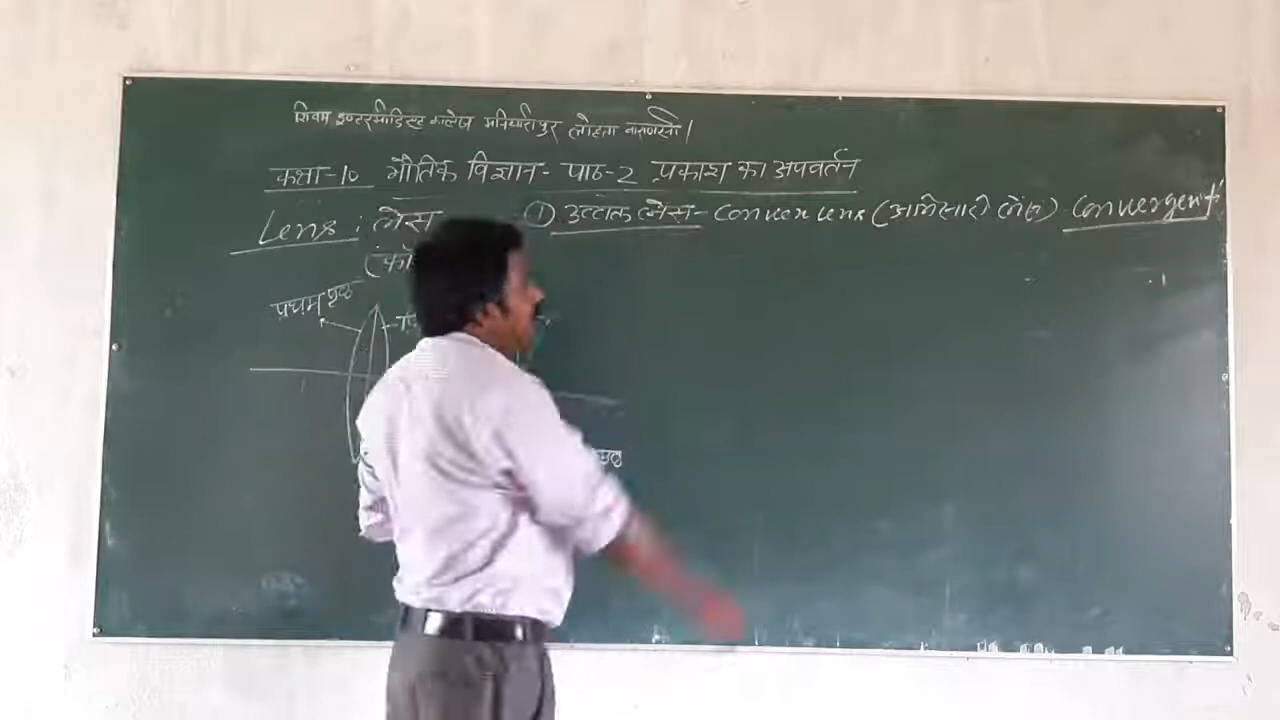 शिवम इण्टरमीडिएट कालेज मनियारीपुर लोहता वाराणसी।
कक्षा-10 भौतिक विज्ञान- पाठ-2 प्रकाश का अपवर्तन
Lens : लेंस ① उत्तल लेंस- Convex lens (अभिसारी लेंस) Convergent
प्रथम पृष्ठ